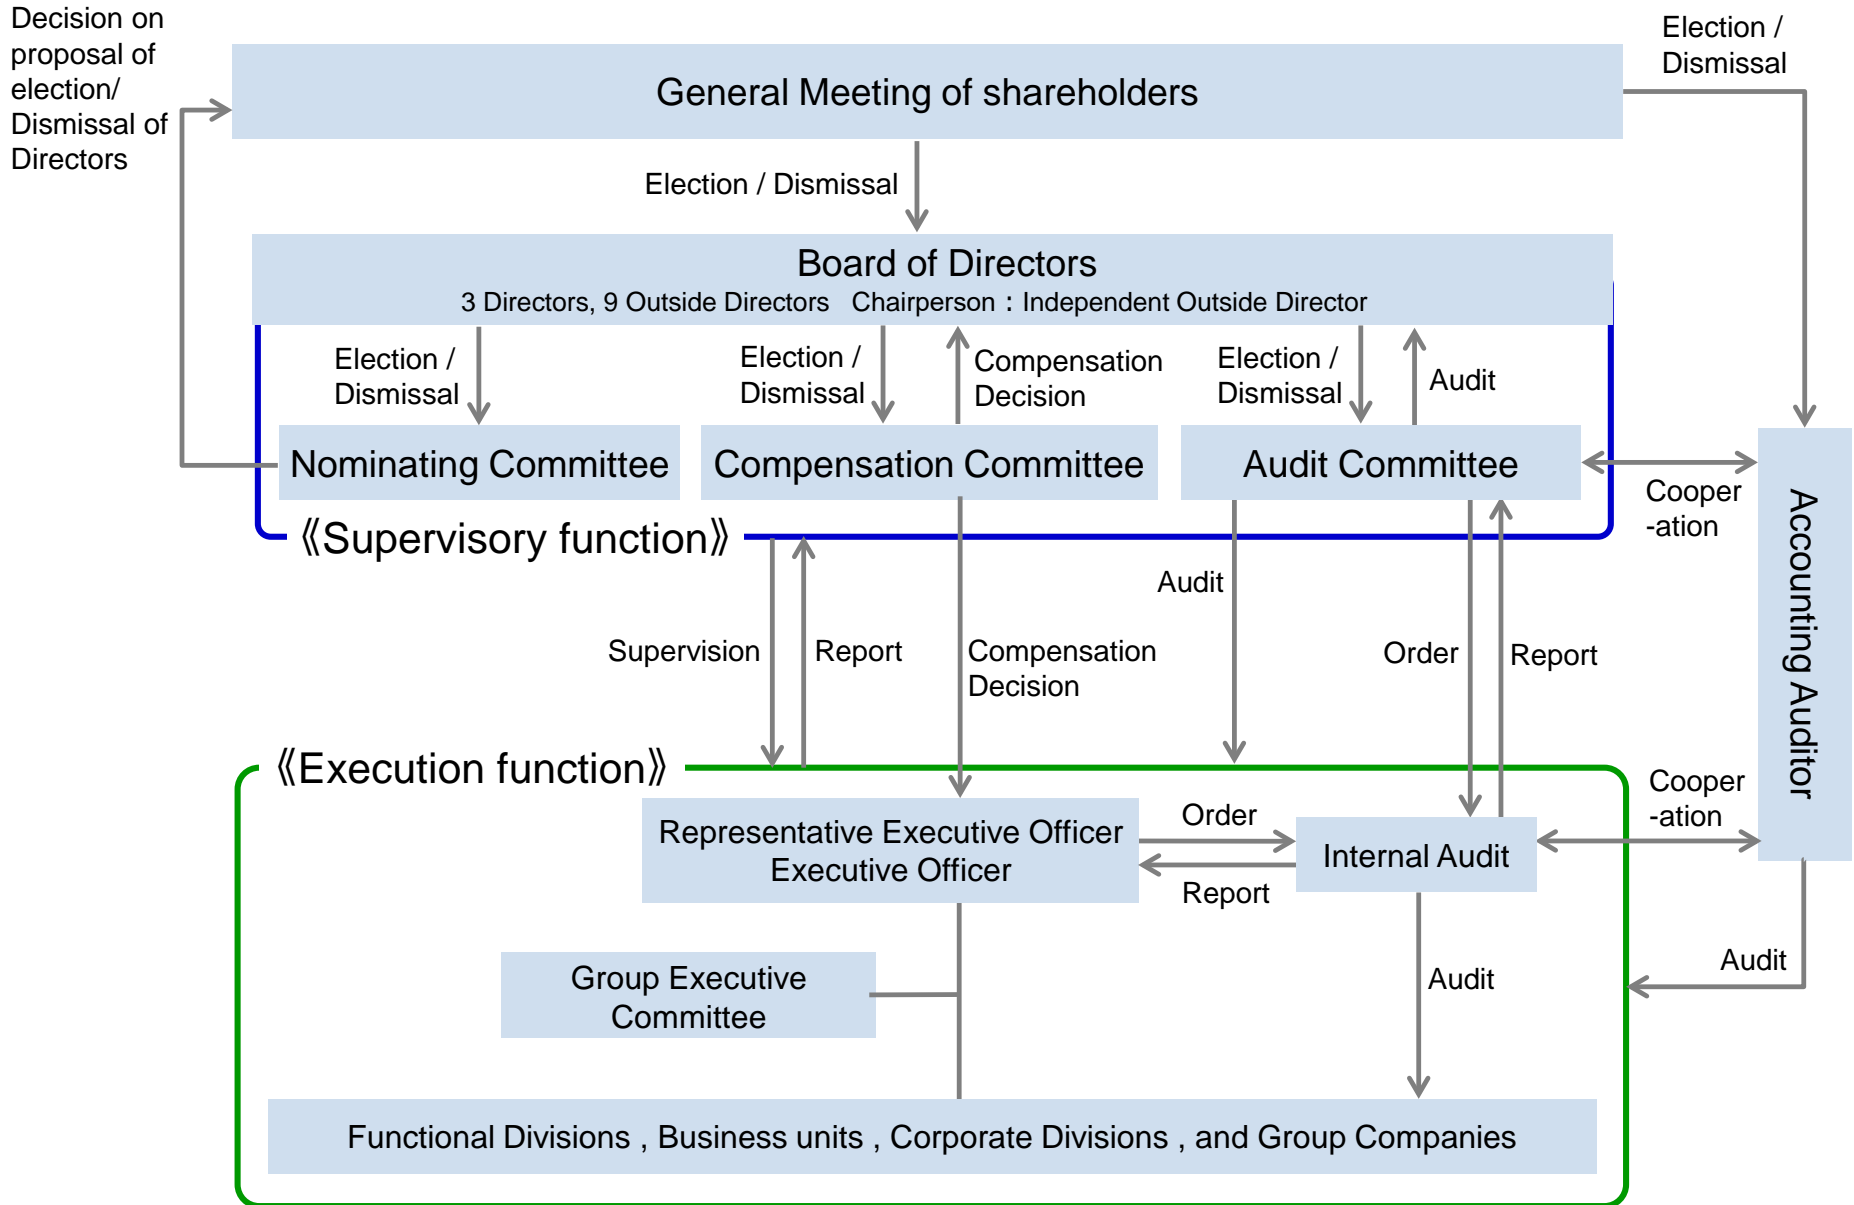 Decision on
proposal of
election/
Dismissal of
Directors
Election /
Dismissal
General Meeting of shareholders
Election / Dismissal
Board of Directors
3 Directors, 9 Outside Directors Chairperson：Independent Outside Director
Election /
Dismissal
Election /
Dismissal
Compensation
Decision
Election /
Dismissal
Audit
Nominating Committee
Compensation Committee
Audit Committee
Cooper
-ation
Accounting Auditor
《Supervisory function》
Audit
Supervision
Report
Compensation
Decision
Order
Report
《Execution function》
Representative Executive Officer
Executive Officer
Order
Report
Internal Audit
Cooper
-ation
Group Executive
Committee
Audit
Audit
Functional Divisions , Business units , Corporate Divisions , and Group Companies